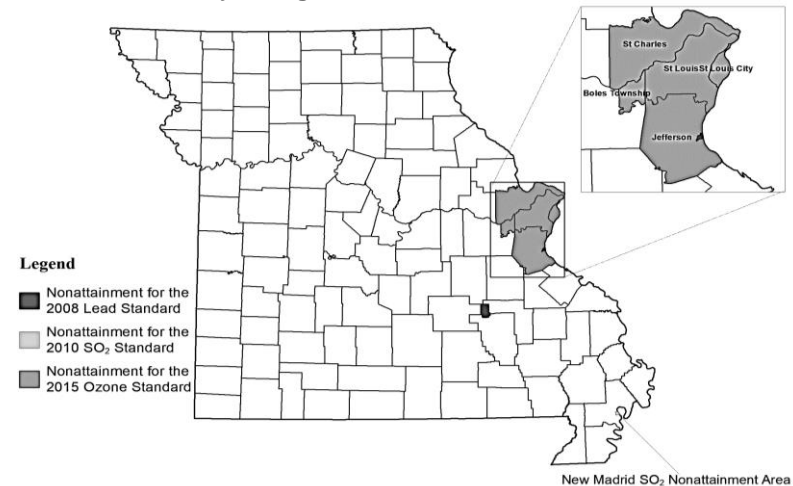 St Charles
St Louis
St Louis City
Boles Township
Jefferson
Legend
Nonattainment for the
2008 Lead Standard
Nonattainment for the
2010 SO₂ Standard
Nonattainment for the
2015 Ozone Standard
New Madrid SO₂ Nonattainment Area